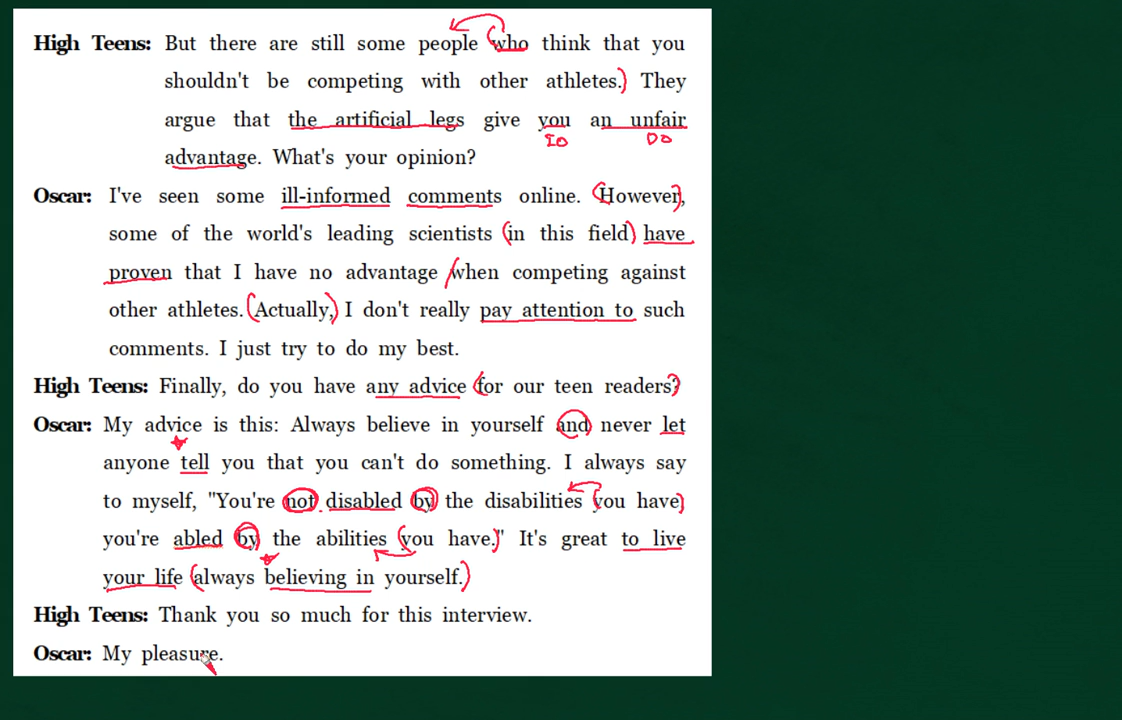 High Teens: But there are still some people who think that you
shouldn't be competing with other athletes. They
argue that the artificial legs give you an unfair
IO DO
advantage. What's your opinion?
Oscar: I've seen some ill-informed comments online. However,
some of the world's leading scientists in this field have
proven that I have no advantage when competing against
other athletes. Actually, I don't really pay attention to such
comments. I just try to do my best.
High Teens: Finally, do you have any advice for our teen readers?
Oscar: My advice is this: Always believe in yourself and never let
anyone tell you that you can't do something. I always say
to myself, "You're not disabled by the disabilities you have,
you're abled by the abilities you have." It's great to live
your life always believing in yourself.
High Teens: Thank you so much for this interview.
Oscar: My pleasure.